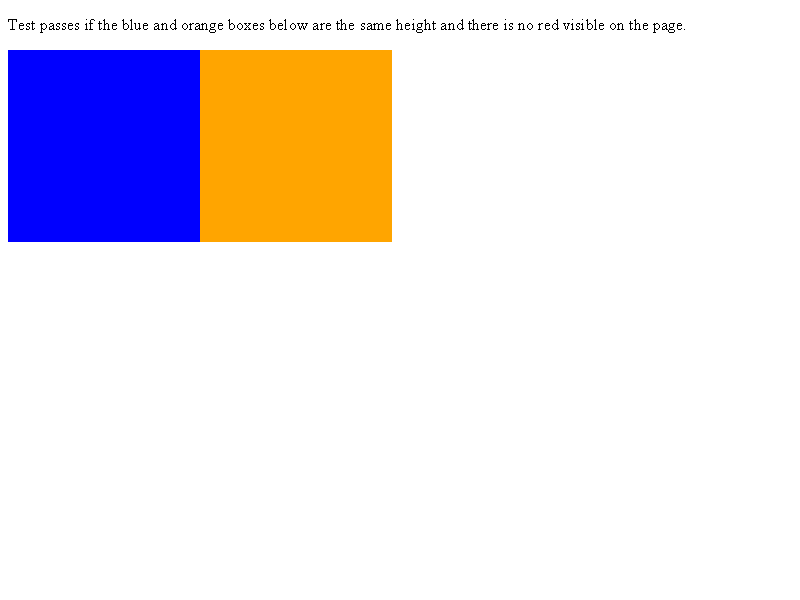 Test passes if the blue and orange boxes below are the same height and there is no red visible on the page.